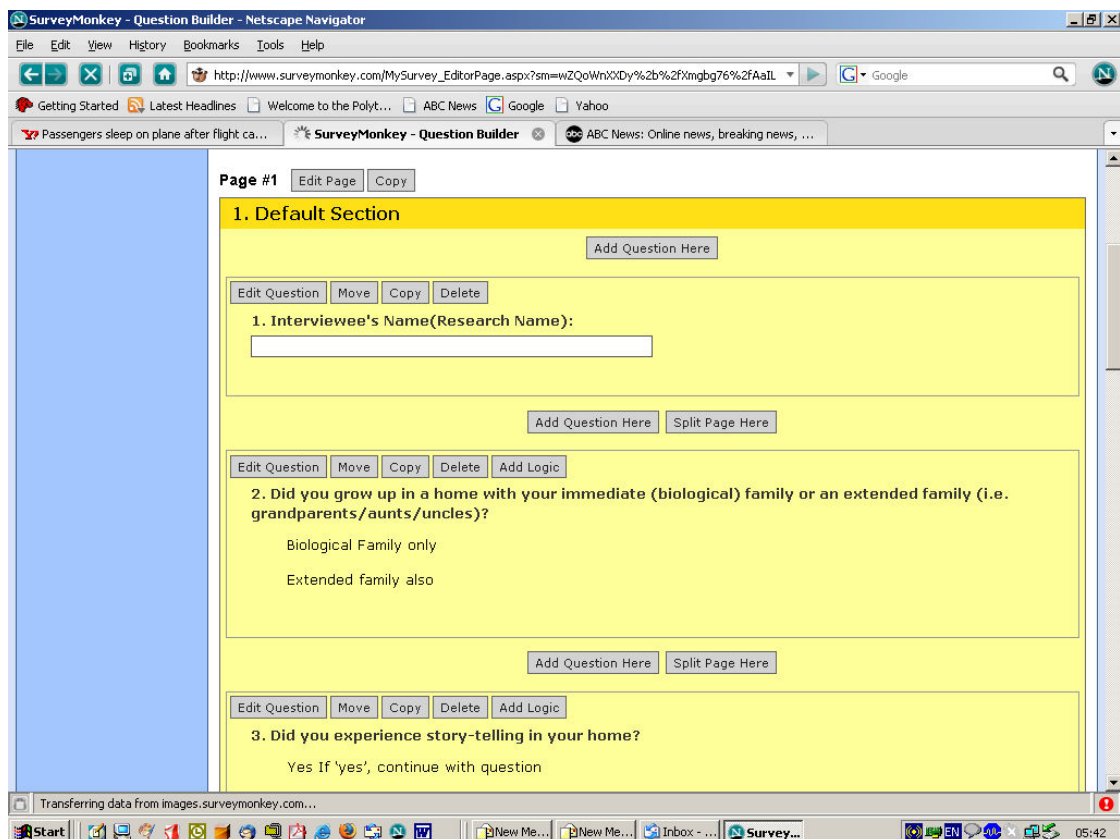 SurveyMonkey - Question Builder - Netscape Navigator
File Edit View History Bookmarks Tools Help
http://www.surveymonkey.com/MySurvey_EditorPage.aspx?sm=wZQoWnXXDy%2b%2fXmgbg76%2fAaIL Google
Getting Started Latest Headlines Welcome to the Polyt... ABC News Google Yahoo
Passengers sleep on plane after flight ca... SurveyMonkey - Question Builder ABC News: Online news, breaking news, ...
Page #1 Edit Page Copy
1. Default Section
Add Question Here
Edit Question Move Copy Delete
1. Interviewee's Name(Research Name):
Add Question Here Split Page Here
Edit Question Move Copy Delete Add Logic
2. Did you grow up in a home with your immediate (biological) family or an extended family (i.e.
grandparents/aunts/uncles)?
Biological Family only
Extended family also
Add Question Here Split Page Here
Edit Question Move Copy Delete Add Logic
3. Did you experience story-telling in your home?
Yes If 'yes', continue with question
Transferring data from images.surveymonkey.com...
Start New Me... New Me... Inbox - ... Survey... EN 05:42